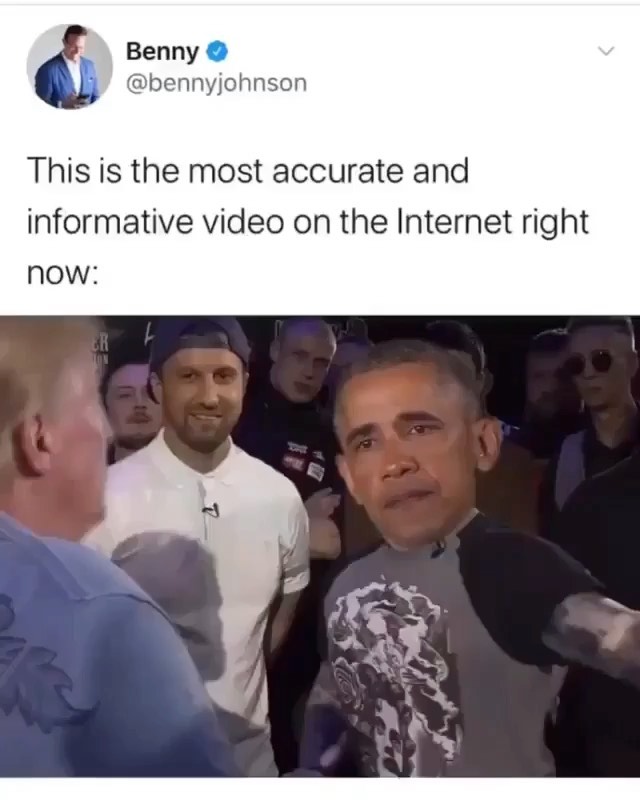 Benny
@bennyjohnson
This is the most accurate and
informative video on the Internet right
now: